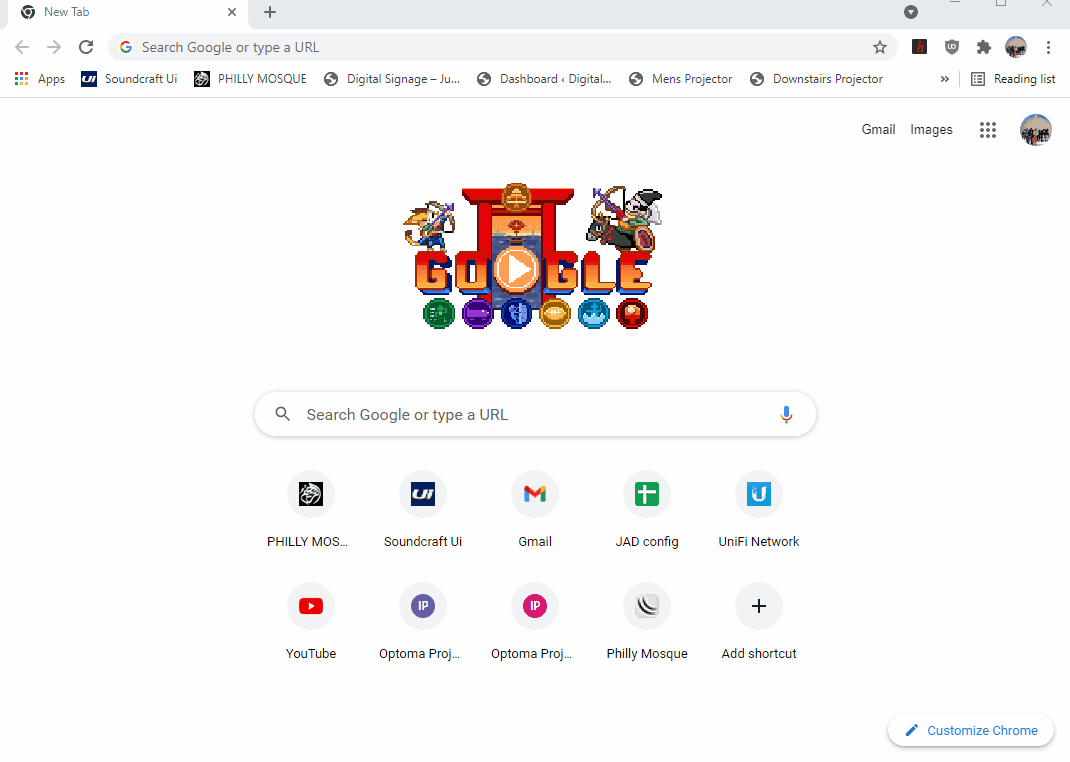 New Tab
Search Google or type a URL
Apps
Soundcraft Ui
PHILLY MOSQUE
Digital Signage – Ju...
Dashboard ‹ Digital...
Mens Projector
Downstairs Projector
»
Reading list
Gmail
Images
GOOGLE
Search Google or type a URL
PHILLY MOS...
Soundcraft Ui
Gmail
JAD config
UniFi Network
IP
IP
YouTube
Optoma Proj...
Optoma Proj...
Philly Mosque
Add shortcut
Customize Chrome